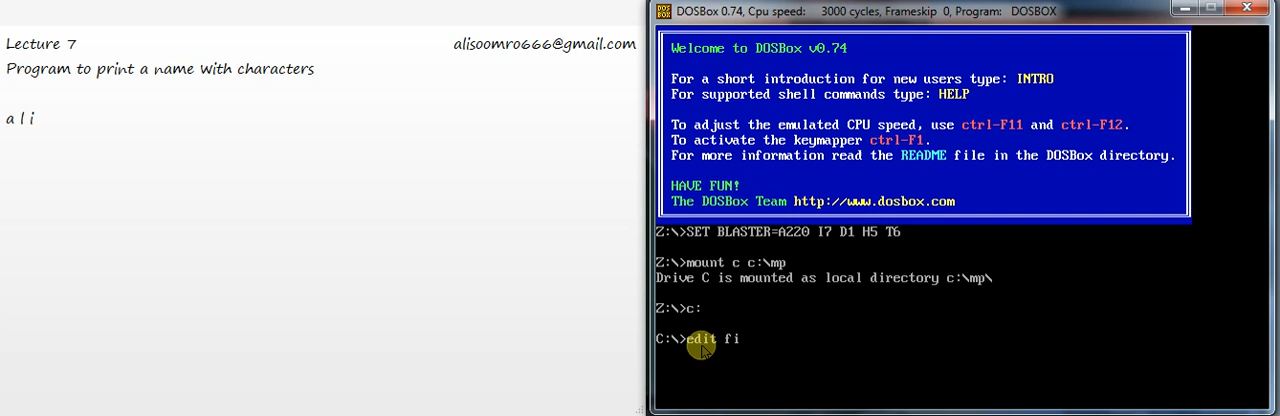 Lecture 7
alisoomro666@gmail.com
Program to print a name with characters
a l i
DOSBox 0.74, Cpu speed: 3000 cycles, Frameskip 0, Program: DOSBOX
Welcome to DOSBox v0.74
For a short introduction for new users type: INTRO
For supported shell commands type: HELP
To adjust the emulated CPU speed, use ctrl-F11 and ctrl-F12.
To activate the keymapper ctrl-F1.
For more information read the README file in the DOSBox directory.
HAVE FUN!
The DOSBox Team http://www.dosbox.com
Z:\>SET BLASTER=A220 I7 D1 H5 T6
Z:\>mount c c:\mp
Drive C is mounted as local directory c:\mp\
Z:\>c:
C:\>edit fi